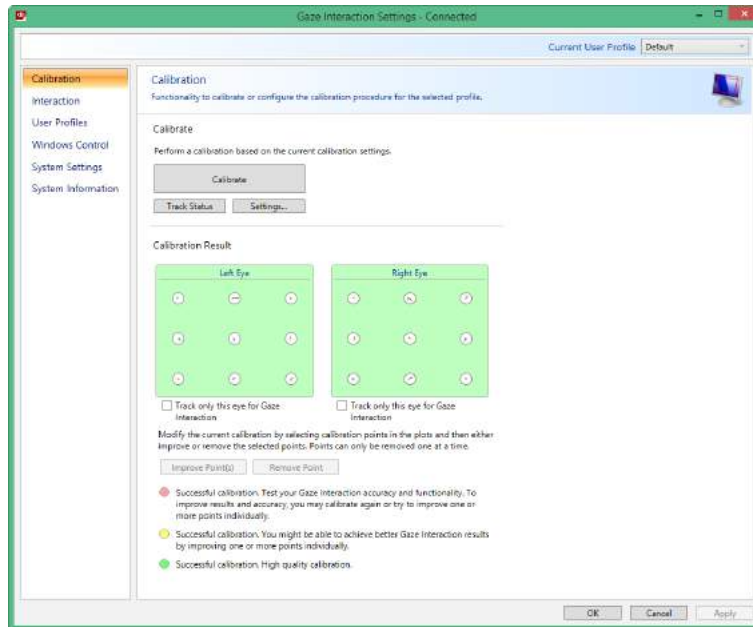 Gaze Interaction Settings - Connected
Current User Profile Default
Calibration
Interaction
User Profiles
Windows Control
System Settings
System Information
Calibration
Functionality to calibrate or configure the calibration procedure for the selected profile.
Calibrate
Perform a calibration based on the current calibration settings.
Calibrate
Track Status Settings...
Calibration Result
Left Eye Right Eye
Track only this eye for Gaze
Interaction
Track only this eye for Gaze
Interaction
Modify the current calibration by selecting calibration points in the plots and then either
improve or remove the selected points. Points can only be removed one at a time.
Improve Point(s) Remove Point
Successful calibration. Test your Gaze Interaction accuracy and functionality. To
improve results and accuracy, you may calibrate again or try to improve one or
more points individually.
Successful calibration. You might be able to achieve better Gaze Interaction results
by improving one or more points individually.
Successful calibration. High quality calibration.
OK Cancel Apply